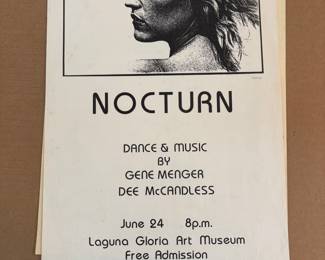 NOCTURN
DANCE & MUSIC
BY
GENE MENGER
DEE McCANDLESS
June 24 8p.m.
Laguna Gloria Art Museum
Free Admission